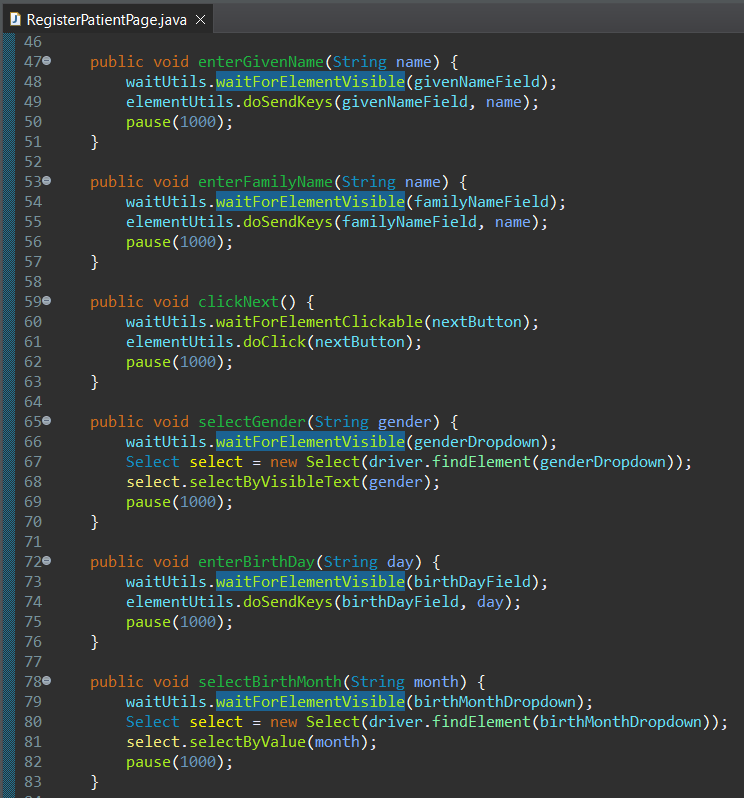 RegisterPatientPage.java
46
47 public void enterGivenName(String name) {
48 waitUtils.waitForElementVisible(givenNameField);
49 elementUtils.doSendKeys(givenNameField, name);
50 pause(1000);
51 }
52
53 public void enterFamilyName(String name) {
54 waitUtils.waitForElementVisible(familyNameField);
55 elementUtils.doSendKeys(familyNameField, name);
56 pause(1000);
57 }
58
59 public void clickNext() {
60 waitUtils.waitForElementClickable(nextButton);
61 elementUtils.doClick(nextButton);
62 pause(1000);
63 }
64
65 public void selectGender(String gender) {
66 waitUtils.waitForElementVisible(genderDropdown);
67 Select select = new Select(driver.findElement(genderDropdown));
68 select.selectByVisibleText(gender);
69 pause(1000);
70 }
71
72 public void enterBirthDay(String day) {
73 waitUtils.waitForElementVisible(birthDayField);
74 elementUtils.doSendKeys(birthDayField, day);
75 pause(1000);
76 }
77
78 public void selectBirthMonth(String month) {
79 waitUtils.waitForElementVisible(birthMonthDropdown);
80 Select select = new Select(driver.findElement(birthMonthDropdown));
81 select.selectByValue(month);
82 pause(1000);
83 }